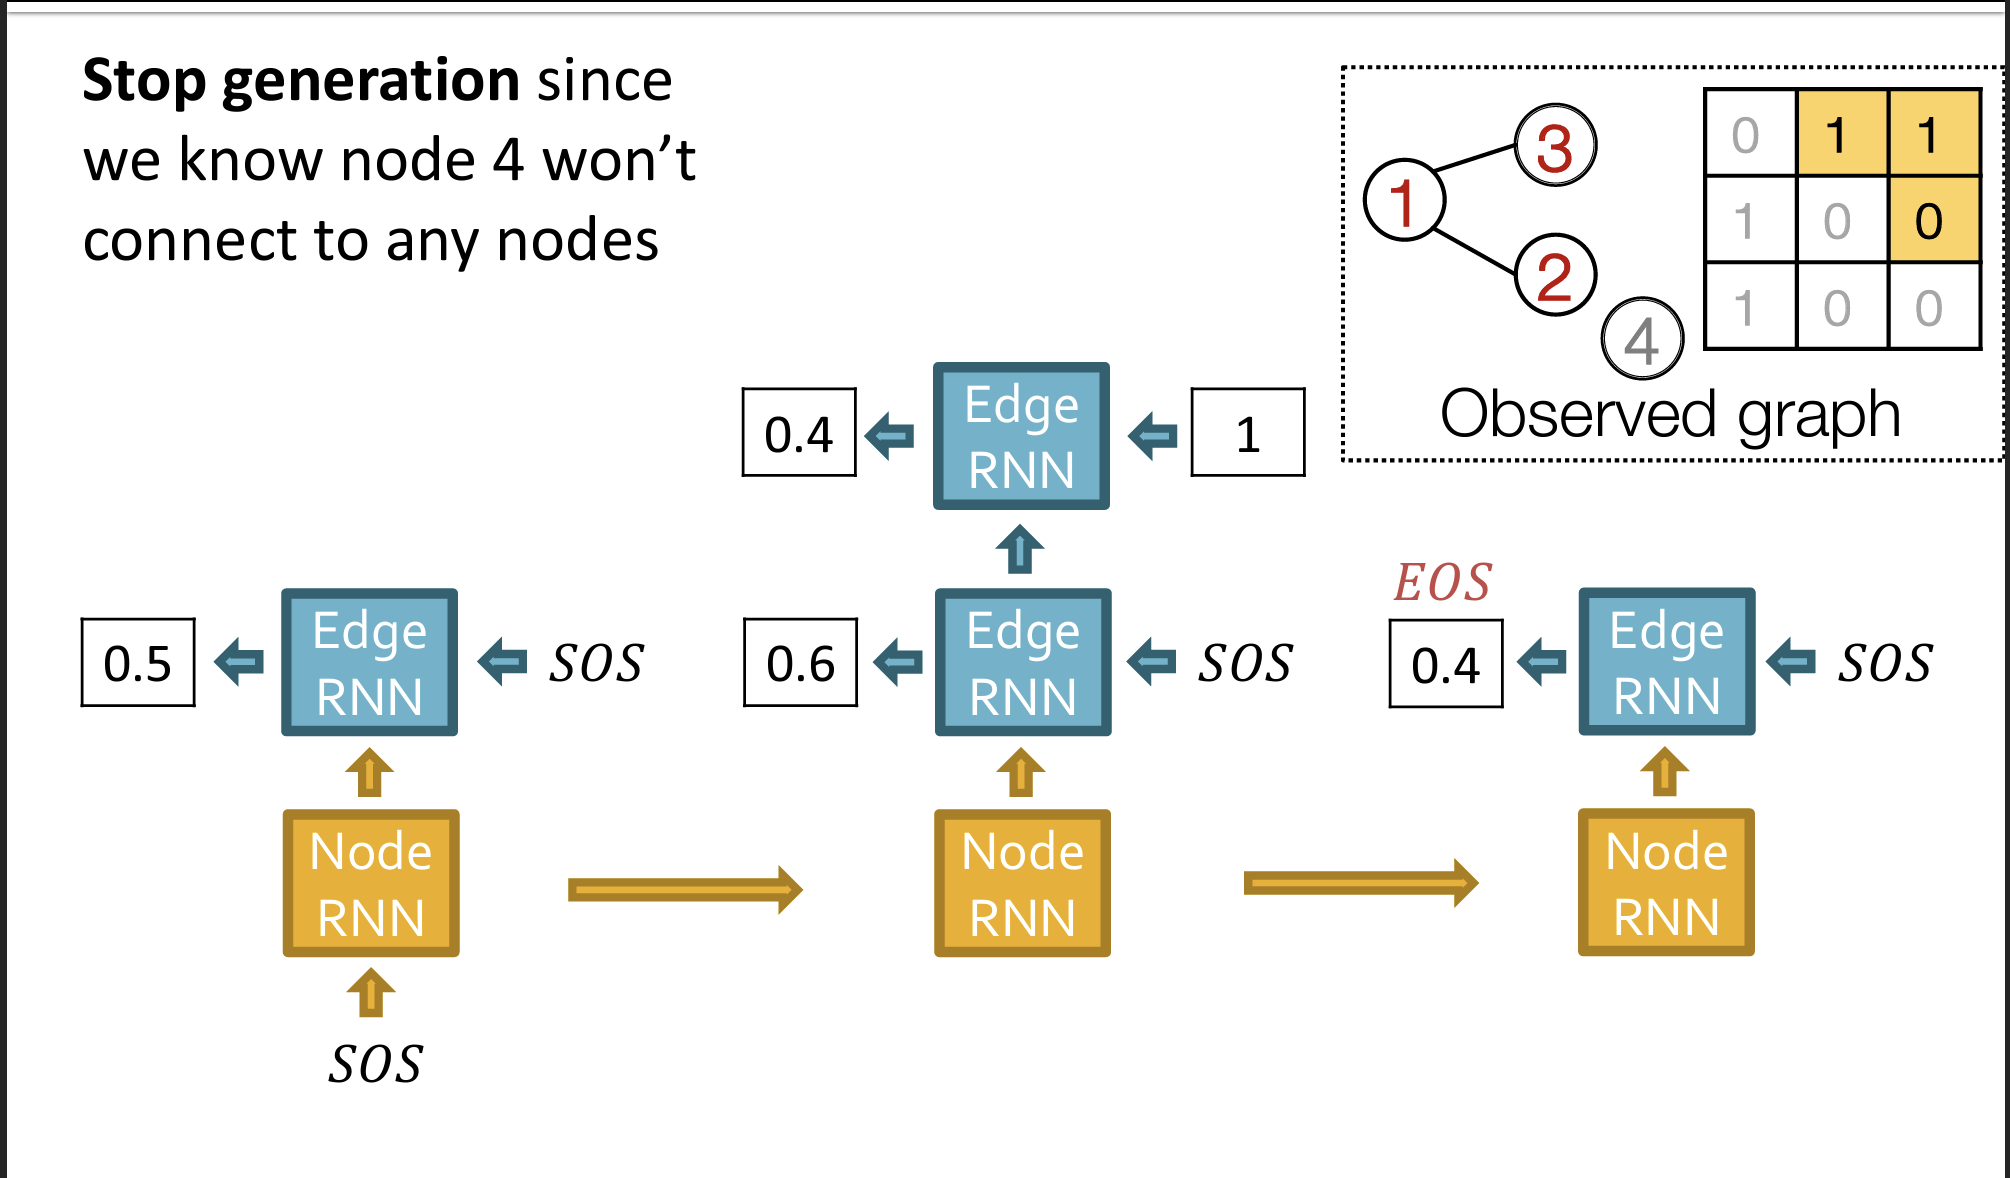 Stop generation since
we know node 4 won't
connect to any nodes
3
1
2
4
0 1 1
1 0 0
1 0 0
Observed graph
0.4
Edge
RNN
1
0.5
Edge
RNN
SOS
0.6
Edge
RNN
SOS
EOS
0.4
Edge
RNN
SOS
Node
RNN
Node
RNN
Node
RNN
SOS